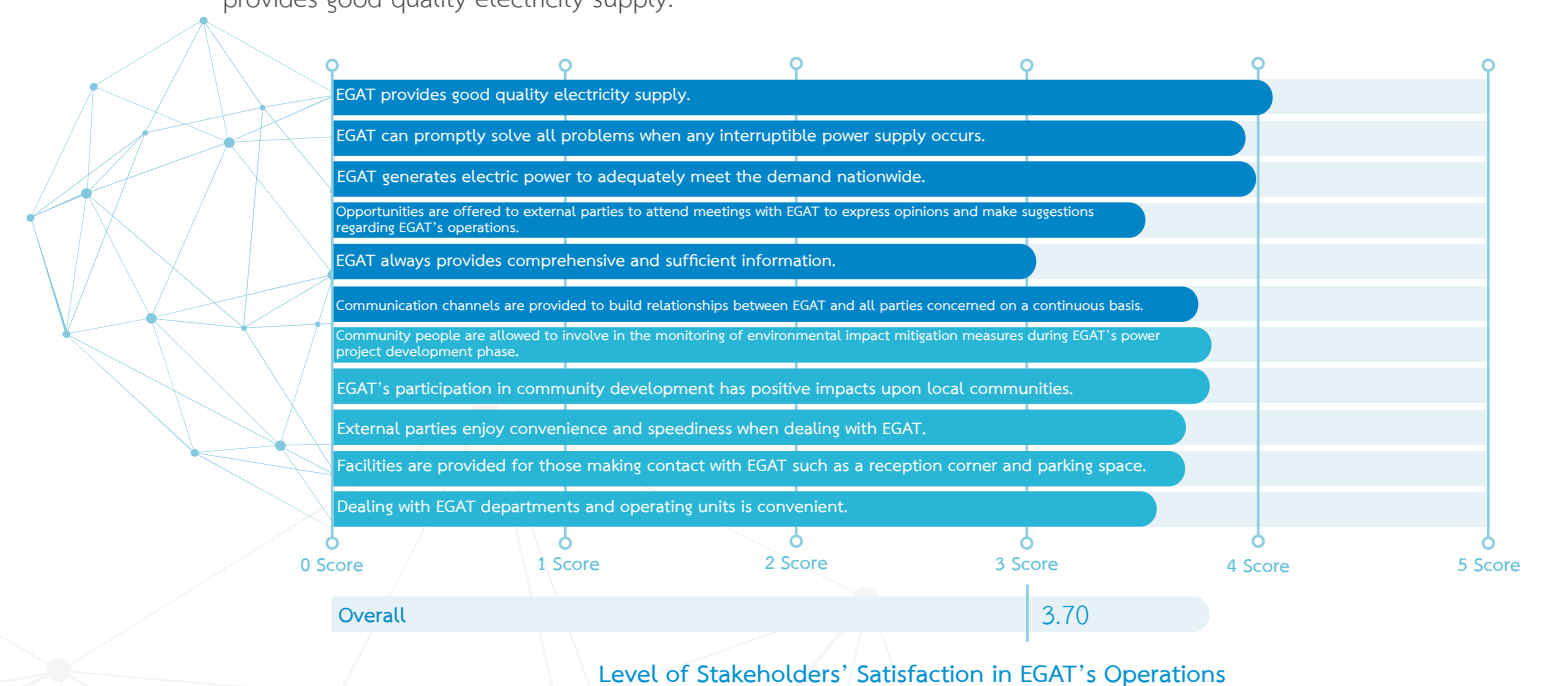 provides good quality electricity supply.
EGAT provides good quality electricity supply.
EGAT can promptly solve all problems when any interruptible power supply occurs.
EGAT generates electric power to adequately meet the demand nationwide.
Opportunities are offered to external parties to attend meetings with EGAT to express opinions and make suggestions
regarding EGAT's operations.
EGAT always provides comprehensive and sufficient information.
Communication channels are provided to build relationships between EGAT and all parties concerned on a continuous basis.
Community people are allowed to involve in the monitoring of environmental impact mitigation measures during EGAT's power
project development phase.
EGAT's participation in community development has positive impacts upon local communities.
External parties enjoy convenience and speediness when dealing with EGAT.
Facilities are provided for those making contact with EGAT such as a reception corner and parking space.
Dealing with EGAT departments and operating units is convenient.
0 Score 1 Score 2 Score 3 Score 4 Score 5 Score
Overall 3.70
Level of Stakeholders' Satisfaction in EGAT's Operations